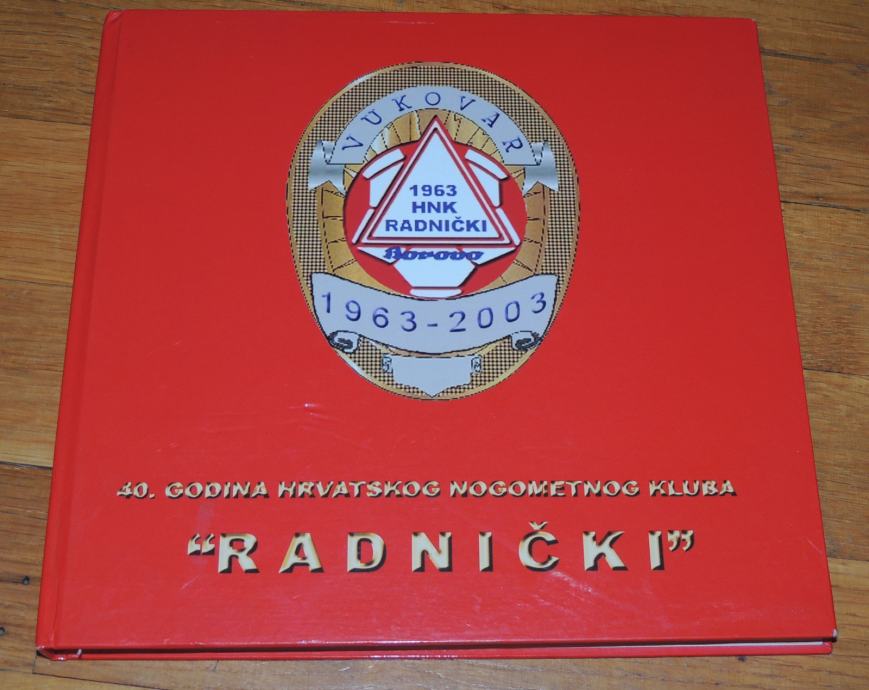 VUKOVAR
1963
HNK
RADNIČKI
Borovo
1963-2003
40. GODINA HRVATSKOG NOGOMETNOG KLUBA
“RADNIČKI”